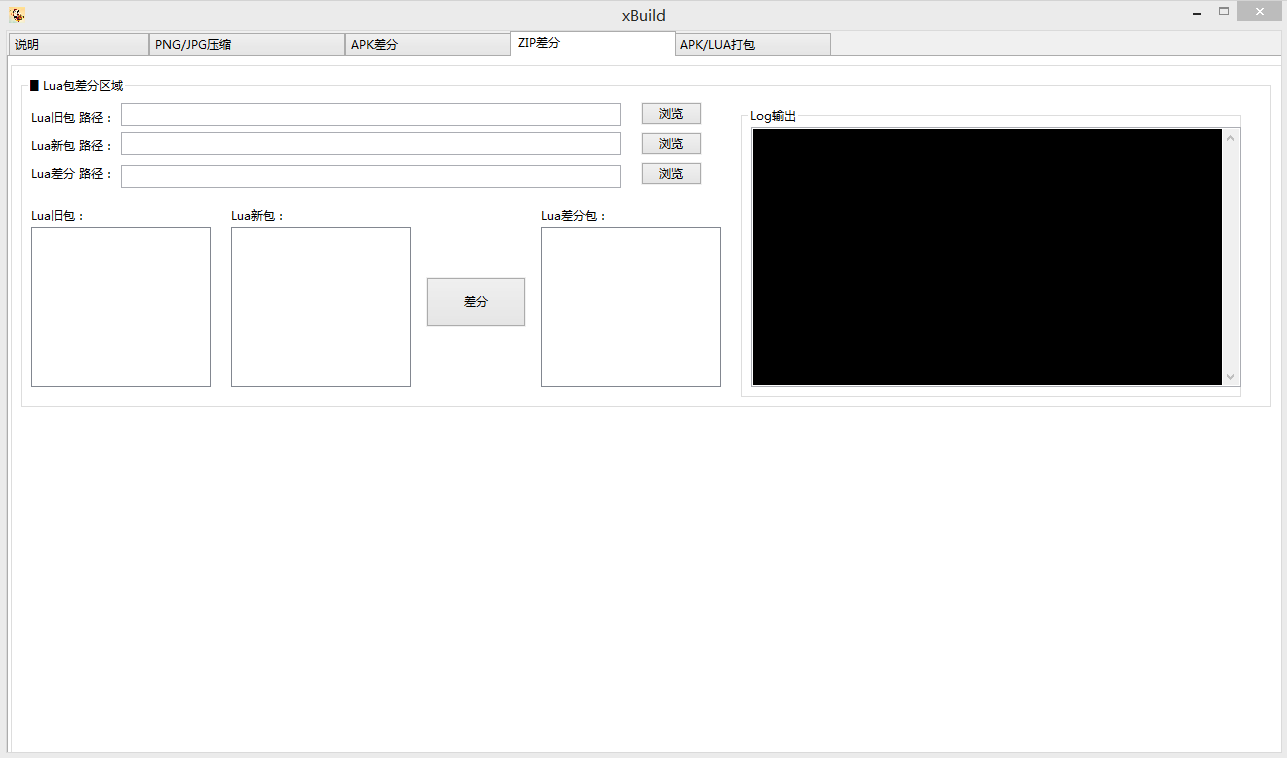 xBuild
说明
PNG/JPG压缩
APK差分
ZIP差分
APK/LUA打包
■ Lua包差分区域
Lua旧包 路径：
浏览
Lua新包 路径：
浏览
Lua差分 路径：
浏览
Log输出
Lua旧包：
Lua新包：
Lua差分包：
差分